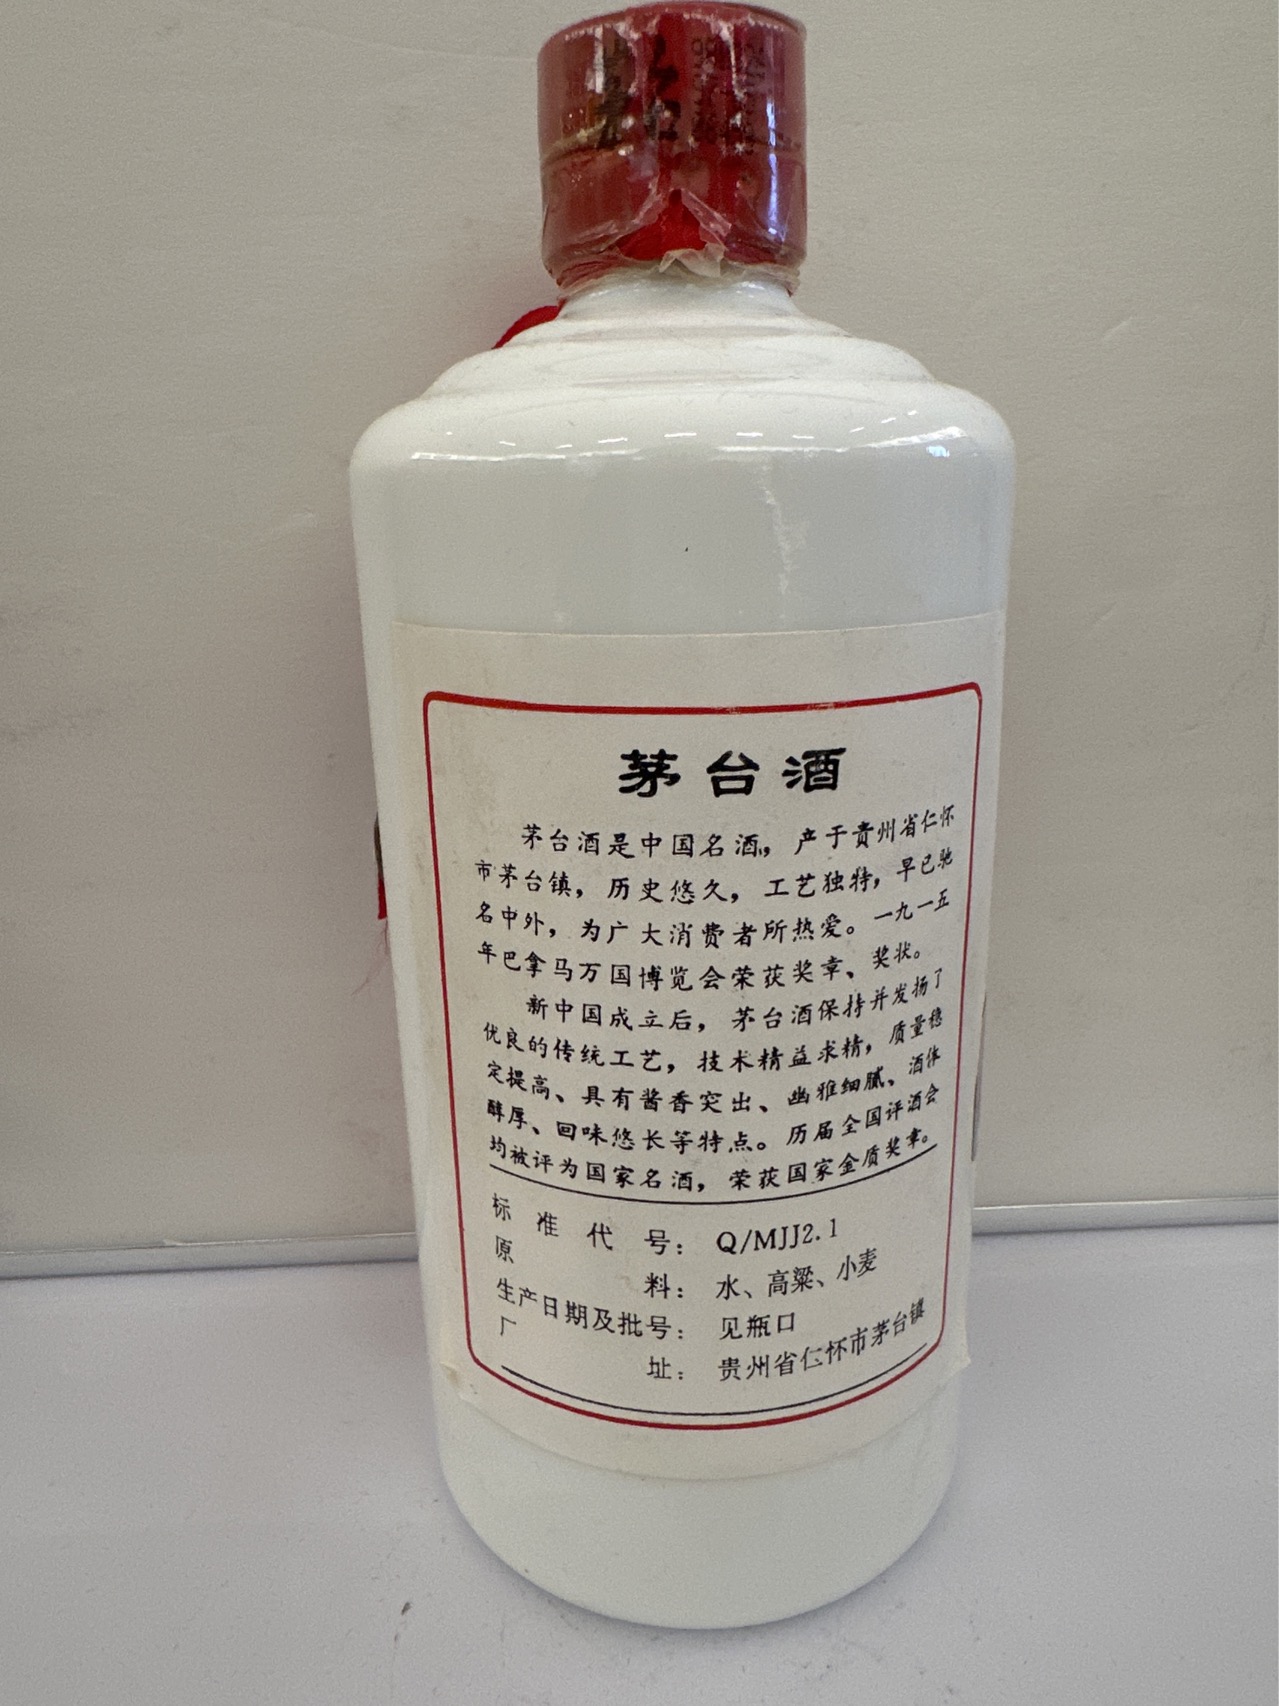 茅台
茅台酒
茅台酒是中国名酒，产于贵州省仁怀
市茅台镇，历史悠久，工艺独特，早已驰
名中外，为广大消费者所热爱。一九一五
年巴拿马万国博览会荣获奖章、奖状。
新中国成立后，茅台酒保持并发扬了
优良的传统工艺，技术精益求精，质量稳
定提高、具有酱香突出、幽雅细腻、酒体
醇厚、回味悠长等特点。历届全国评酒会
均被评为国家名酒，荣获国家金质奖章。
标准代号：Q/MJJ2.1
原料：水、高粱、小麦
生产日期及批号：见瓶口
厂址：贵州省仁怀市茅台镇